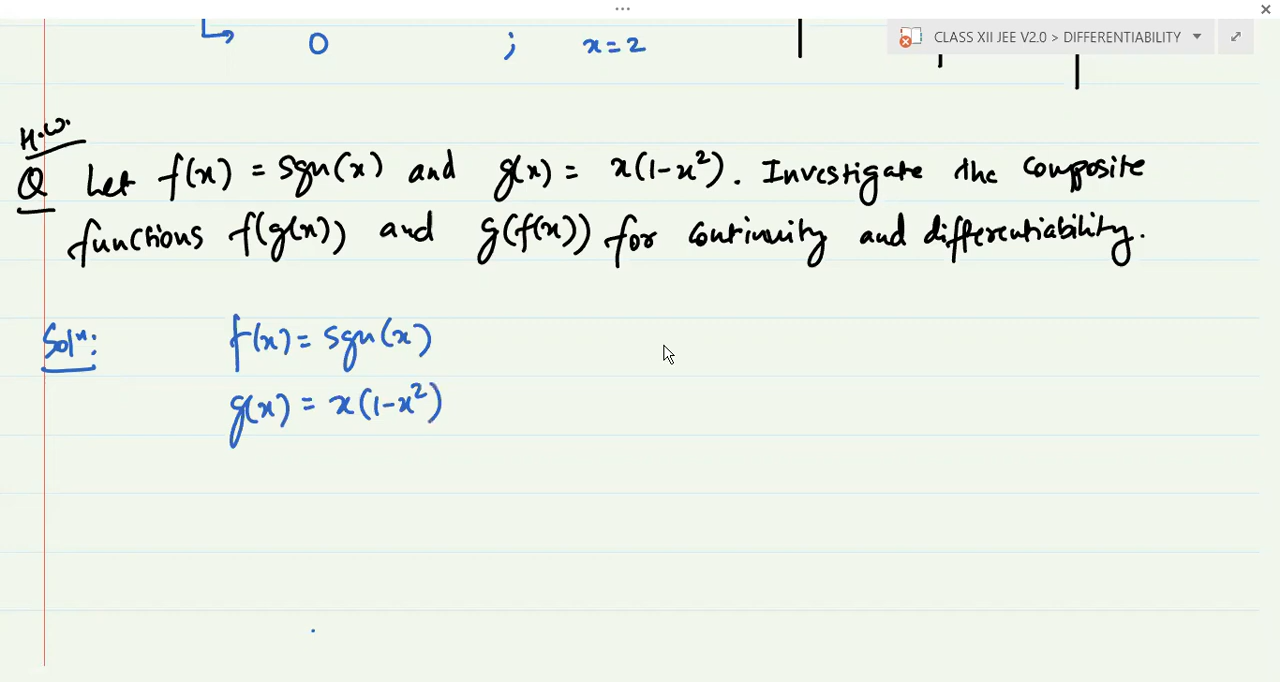 ...
×
0 ; x=2
CLASS XII JEE V2.0 > DIFFERENTIABILITY
H.W.
Q Let f(x) = sgn(x) and g(x) = x(1-x²). Investigate the composite
functions f(g(x)) and g(f(x)) for continuity and differentiability.
Solⁿ: f(x) = sgn(x)
g(x) = x(1-x²)